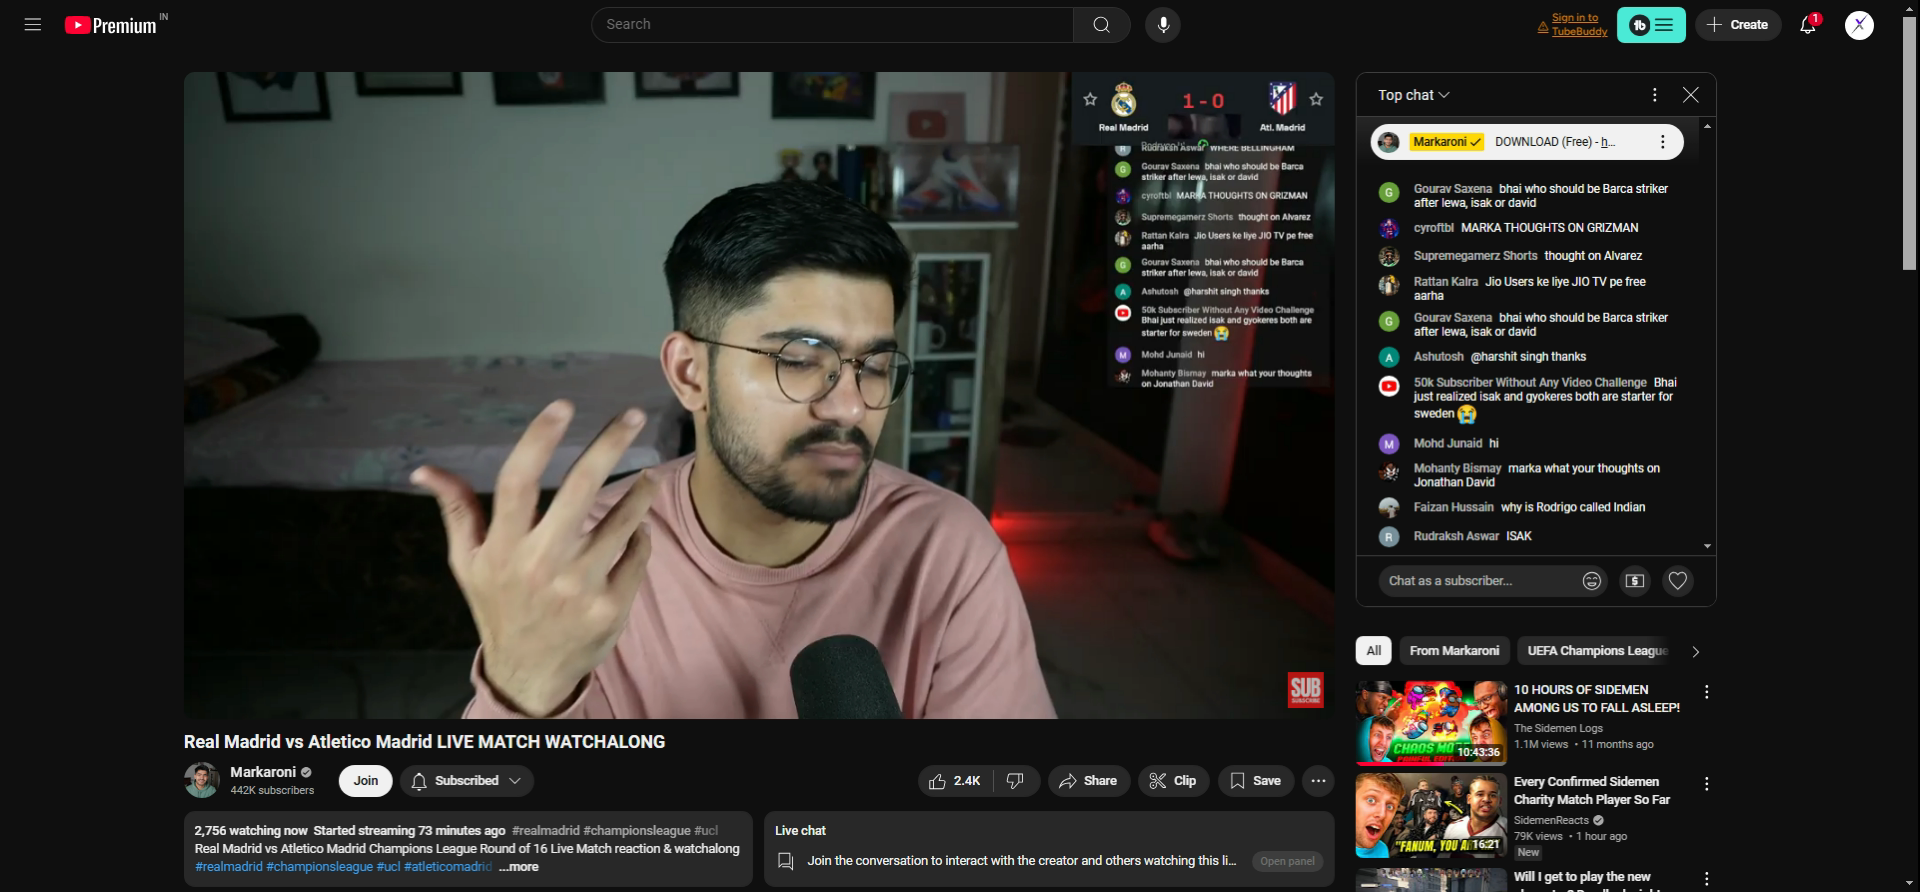 Premium IN
Search
Sign in to
TubeBuddy
tb
Create
1
X
1 - 0
Real Madrid
Atl. Madrid
Rudraksh Aswar WHERE BELLINGHAM
Gourav Saxena bhai who should be Barca
striker after lewa, isak or david
cyroftbl MARKA THOUGHTS ON GRIZMAN
Supremegamerz Shorts thought on Alvarez
Rattan Kalra Jio Users ke liye JIO TV pe free
aarha
G Gourav Saxena bhai who should be Barca
striker after lewa, isak or david
A Ashutosh @harshit singh thanks
50k Subscriber Without Any Video Challenge
Bhai just realized isak and gyokeres both are
starter for sweden 😭
M Mohd Junaid hi
Mohanty Bismay marka what your thoughts
on Jonathan David
SUB
SUBSCRIBE
Top chat
Markaroni DOWNLOAD (Free) - h...
G Gourav Saxena bhai who should be Barca striker
after lewa, isak or david
cyroftbl MARKA THOUGHTS ON GRIZMAN
Supremegamerz Shorts thought on Alvarez
Rattan Kalra Jio Users ke liye JIO TV pe free
aarha
G Gourav Saxena bhai who should be Barca striker
after lewa, isak or david
A Ashutosh @harshit singh thanks
50k Subscriber Without Any Video Challenge Bhai
just realized isak and gyokeres both are starter for
sweden 😭
M Mohd Junaid hi
Mohanty Bismay marka what your thoughts on
Jonathan David
Faizan Hussain why is Rodrigo called Indian
R Rudraksh Aswar ISAK
Chat as a subscriber...
All
From Markaroni
UEFA Champions League
CHAOS MO
10:43:36
10 HOURS OF SIDEMEN
AMONG US TO FALL ASLEEP!
The Sidemen Logs
1.1M views • 11 months ago
"FANUM, YOU A
16:21
Every Confirmed Sidemen
Charity Match Player So Far
SidemenReacts
79K views • 1 hour ago
New
Will I get to play the new
Real Madrid vs Atletico Madrid LIVE MATCH WATCHALONG
Markaroni
442K subscribers
Join
Subscribed
2.4K
Share
Clip
Save
2,756 watching now Started streaming 73 minutes ago #realmadrid #championsleague #ucl
Real Madrid vs Atletico Madrid Champions League Round of 16 Live Match reaction & watchalong
#realmadrid #championsleague #ucl #atleticomadrid ...more
Live chat
Join the conversation to interact with the creator and others watching this li...
Open panel